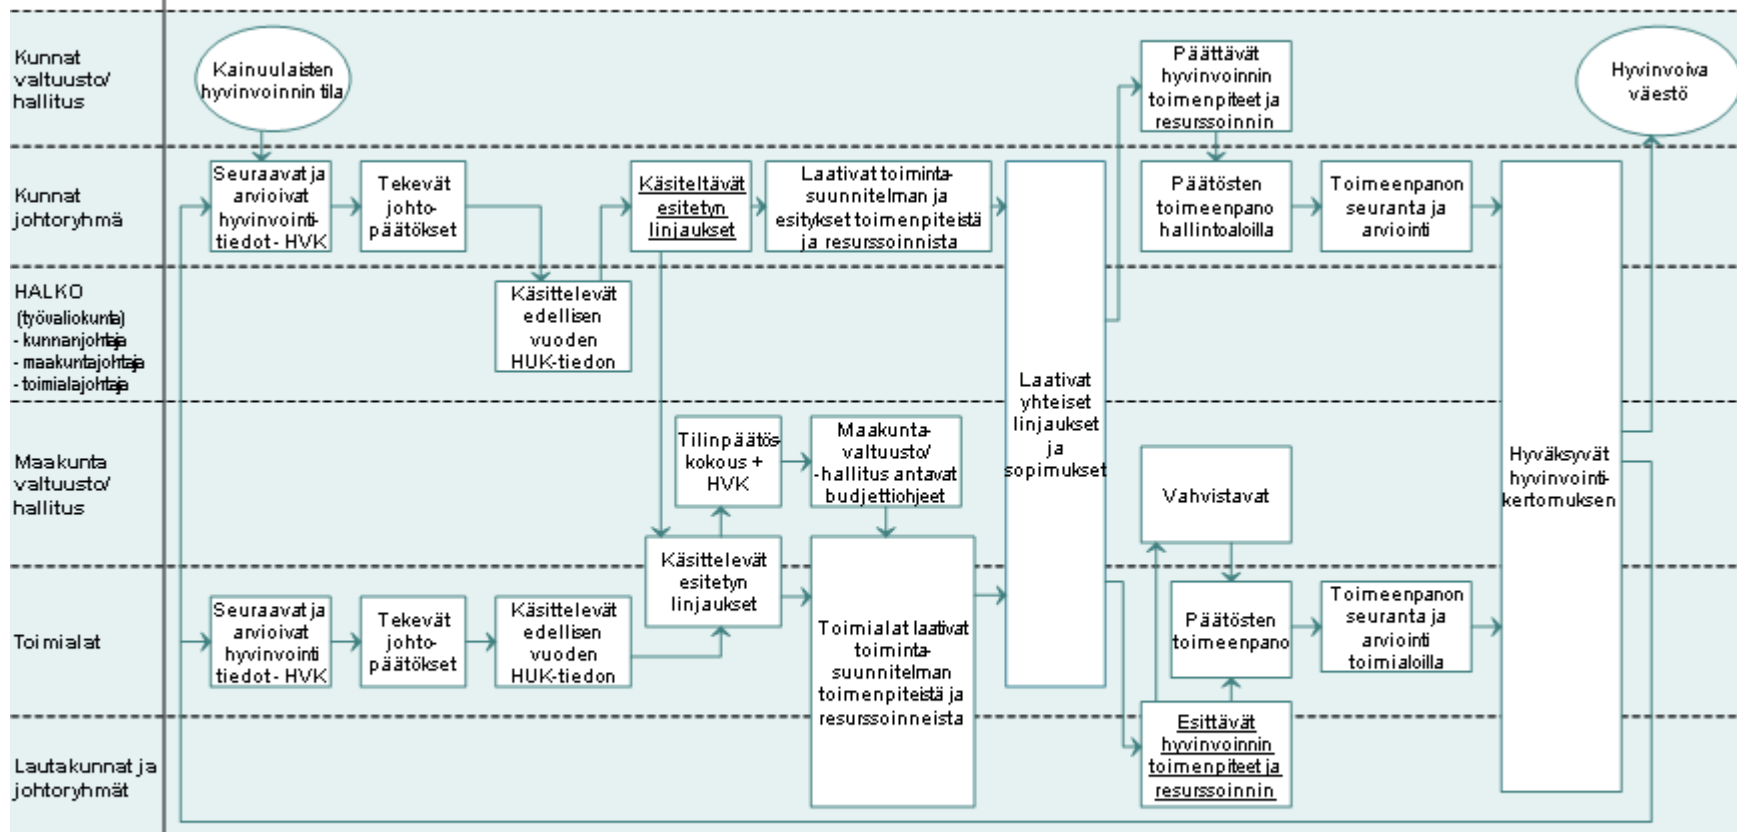 Kunnat
valtuusto/
hallitus
Kainuulaisten
hyvinvoinnin tila
Päättävät
hyvinvoinnin
toimenpiteet ja
resurssoinnin
Hyvinvoiva
väestö
Kunnat
johtoryhmä
Seuraavat ja
arvioivat
hyvinvointi-
tiedot - HVK
Tekevät
johto-
päätökset
Käsiteltävät
esitetyn
linjaukset
Laativat toiminta-
suunnitelman ja
esitykset toimenpiteistä
ja resurssoinnista
Päätösten
toimeenpano
hallintoaloilla
Toimeenpanon
seuranta ja
arviointi
HALKO
(työvaliokunta)
- kunnanjohtaja
- maakuntajohtaja
- toimialajohtaja
Käsittelevät
edellisen
vuoden
HUK-tiedon
Laativat
yhteiset
linjaukset
ja
sopimukset
Hyväksyvät
hyvinvointi-
kertomuksen
Maakunta
valtuusto/
hallitus
Tilinpäätös-
kokous +
HVK
Maakunta-
valtuusto/
-hallitus antavat
budjettiohjeet
Vahvistavat
Käsittelevät
esitetyn
linjaukset
Toimialat
Seuraavat ja
arvioivat
hyvinvointi
tiedot - HVK
Tekevät
johto-
päätökset
Käsittelevät
edellisen
vuoden
HUK-tiedon
Toimialat laativat
toiminta-
suunnitelman
toimenpiteistä ja
resurssoinneista
Päätösten
toimeenpano
Toimeenpanon
seuranta ja
arviointi
toimialoilla
Lautakunnat ja
johtoryhmät
Esittävät
hyvinvoinnin
toimenpiteet ja
resurssoinnin